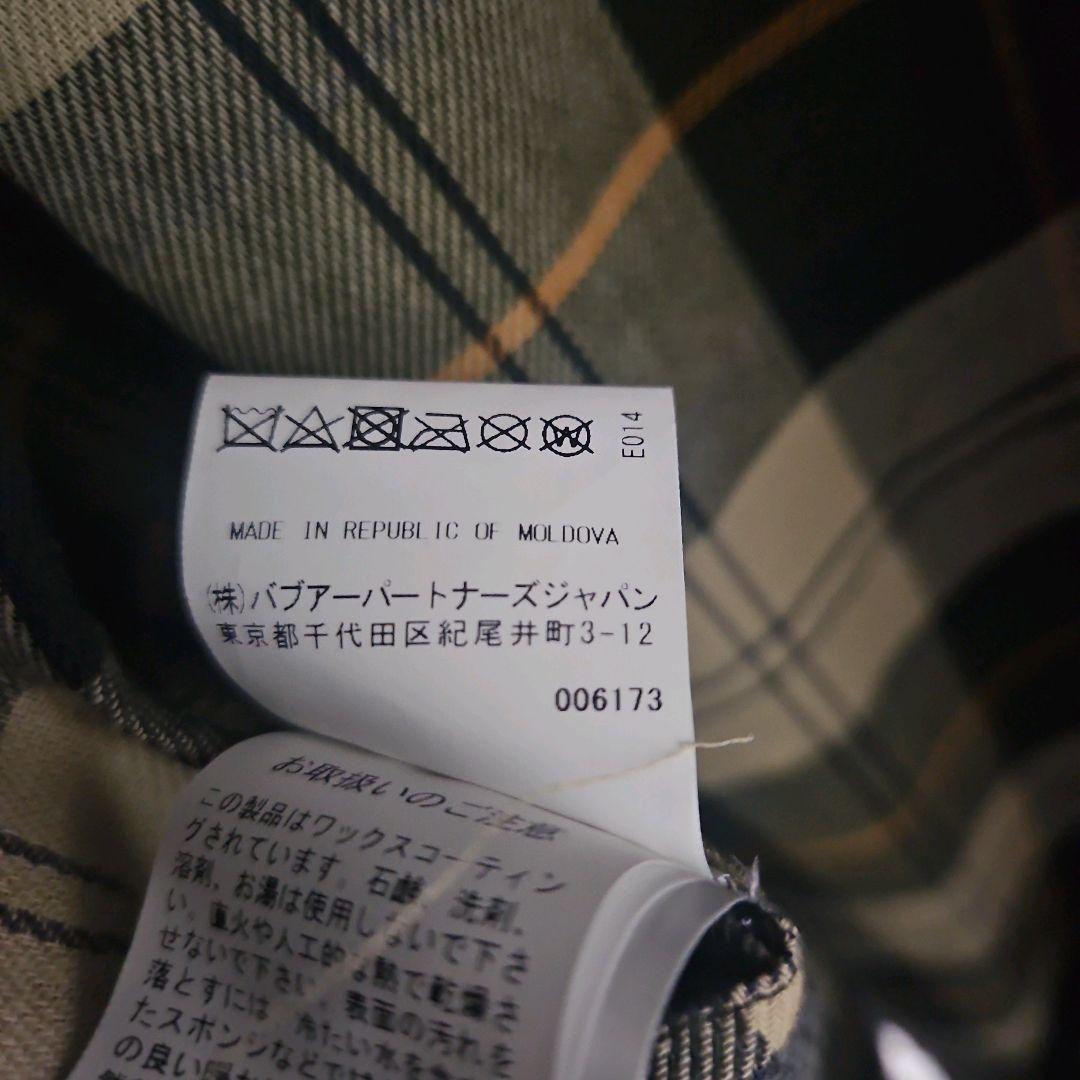 E014
MADE IN REPUBLIC OF MOLDOVA
(株)バブアーパートナーズジャパン
東京都千代田区紀尾井町3-12
006173
お取扱いのご注意
この製品はワックスコーティン
グされています。石鹸、洗剤、
溶剤、お湯は使用しないで下さ
い。直火や人工的な熱で乾燥さ
せないで下さい。表面の汚れを
落とすには、冷たい水を
たスポンジなどで
の良い